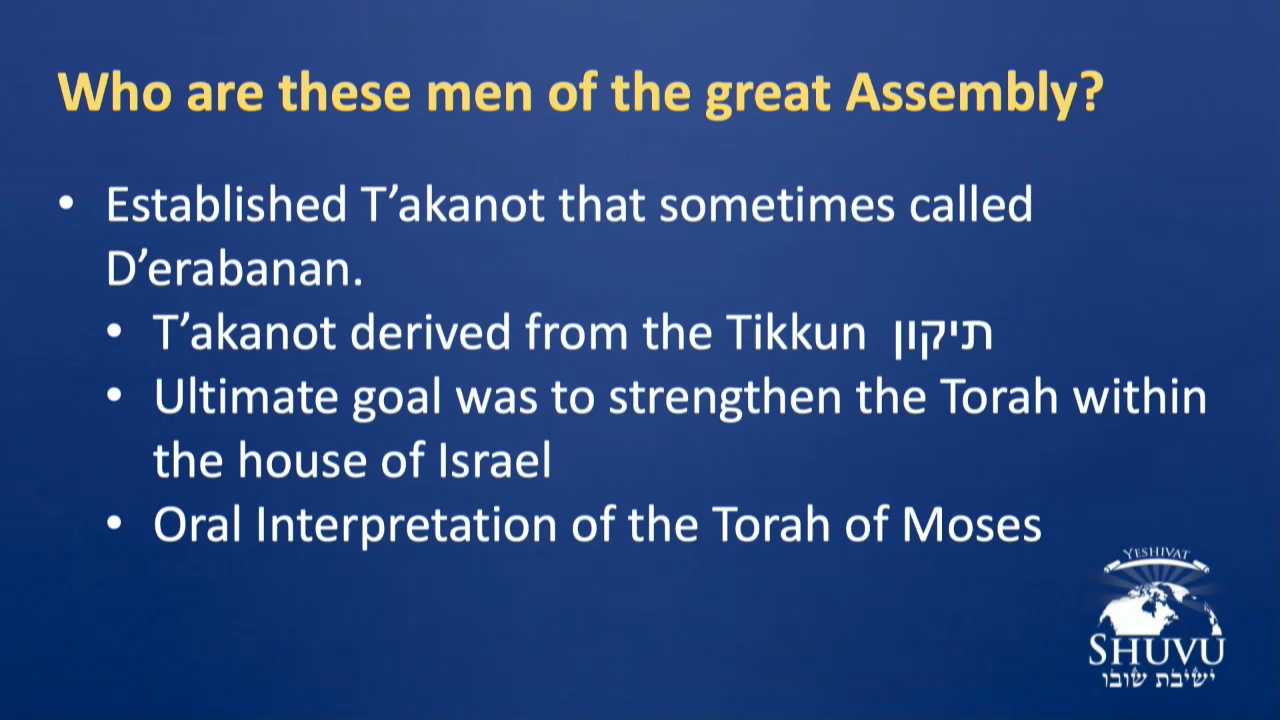 Who are these men of the great Assembly?
• Established T’akanot that sometimes called
D’erabanan.
• T’akanot derived from the Tikkun תיקון
• Ultimate goal was to strengthen the Torah within
the house of Israel
• Oral Interpretation of the Torah of Moses
YESHIVAT
SHUVU
ישיבת שובו